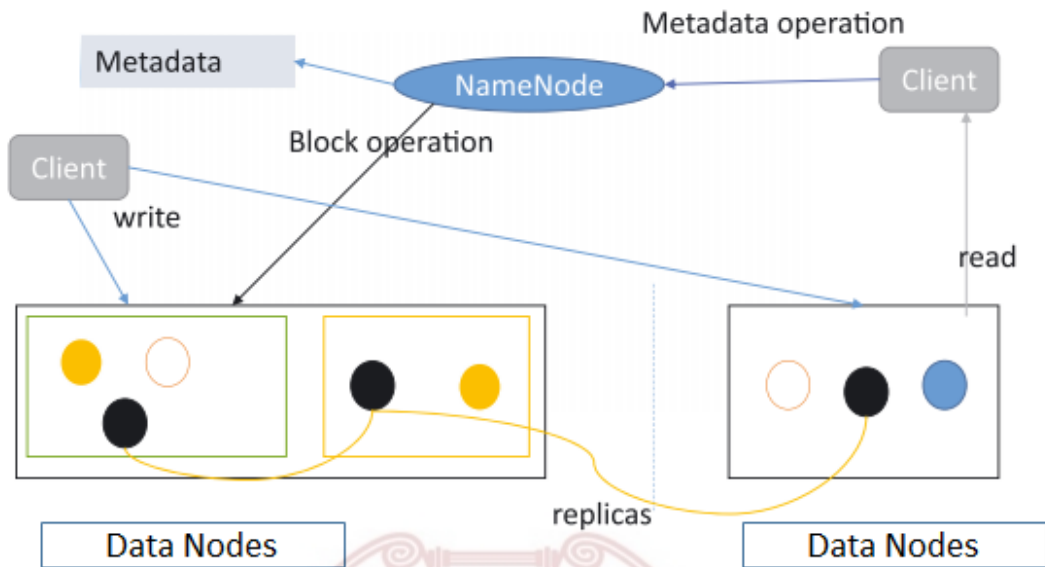 Metadata operation
Metadata
NameNode
Client
Block operation
Client
write
read
replicas
Data Nodes
Data Nodes